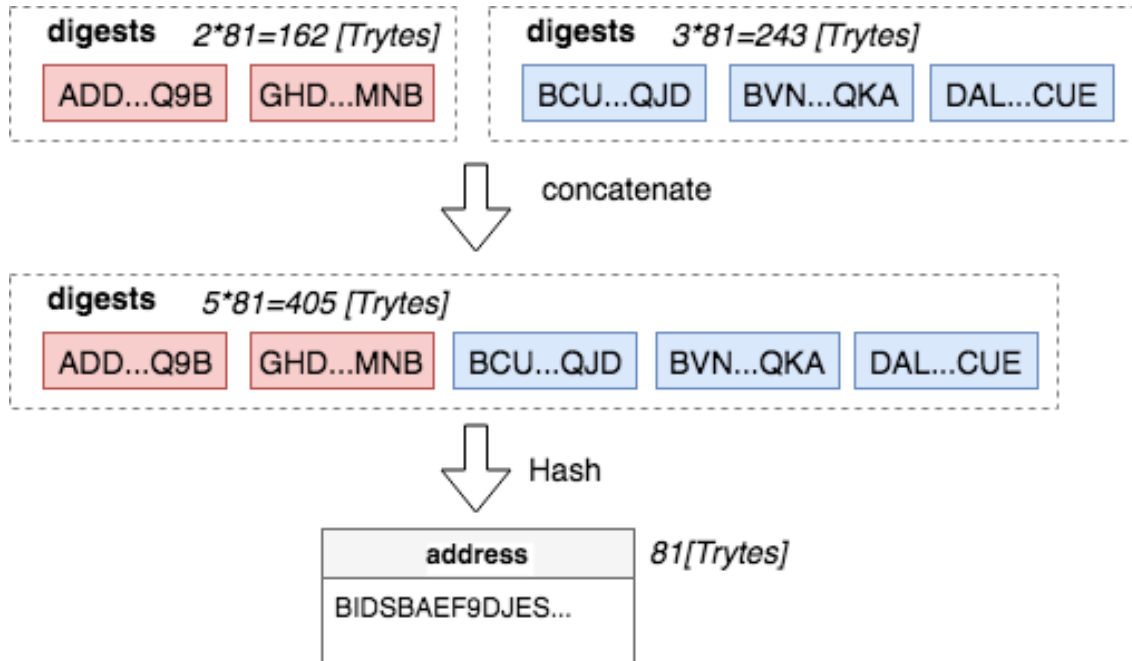 digests 2*81=162 [Trytes] digests 3*81=243 [Trytes]
ADD...Q9B GHD...MNB BCU...QJD BVN...QKA DAL...CUE
concatenate
digests 5*81=405 [Trytes]
ADD...Q9B GHD...MNB BCU...QJD BVN...QKA DAL...CUE
Hash
address 81[Trytes]
BIDSBAEF9DJES...